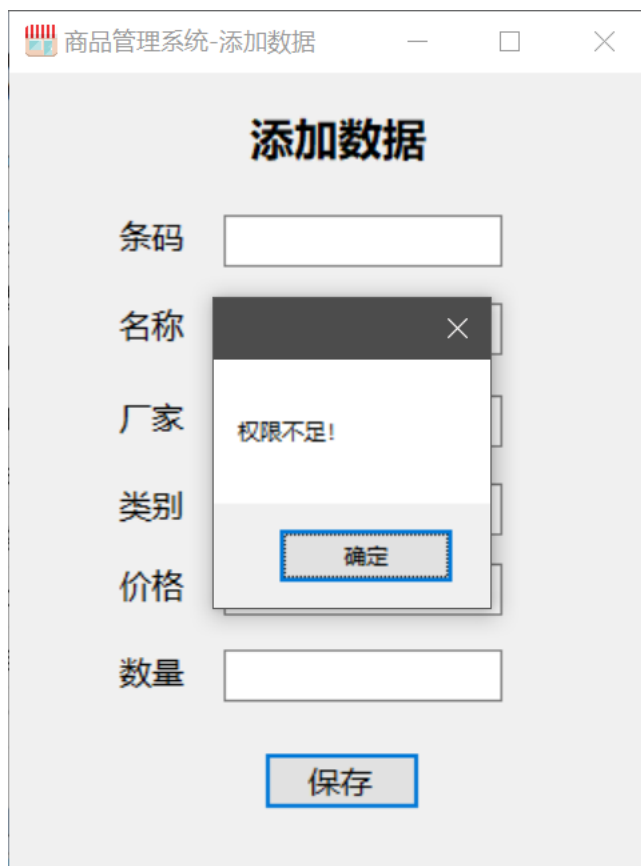 商品管理系统-添加数据
添加数据
条码
名称
厂家
类别
价格
数量
权限不足!
确定
保存